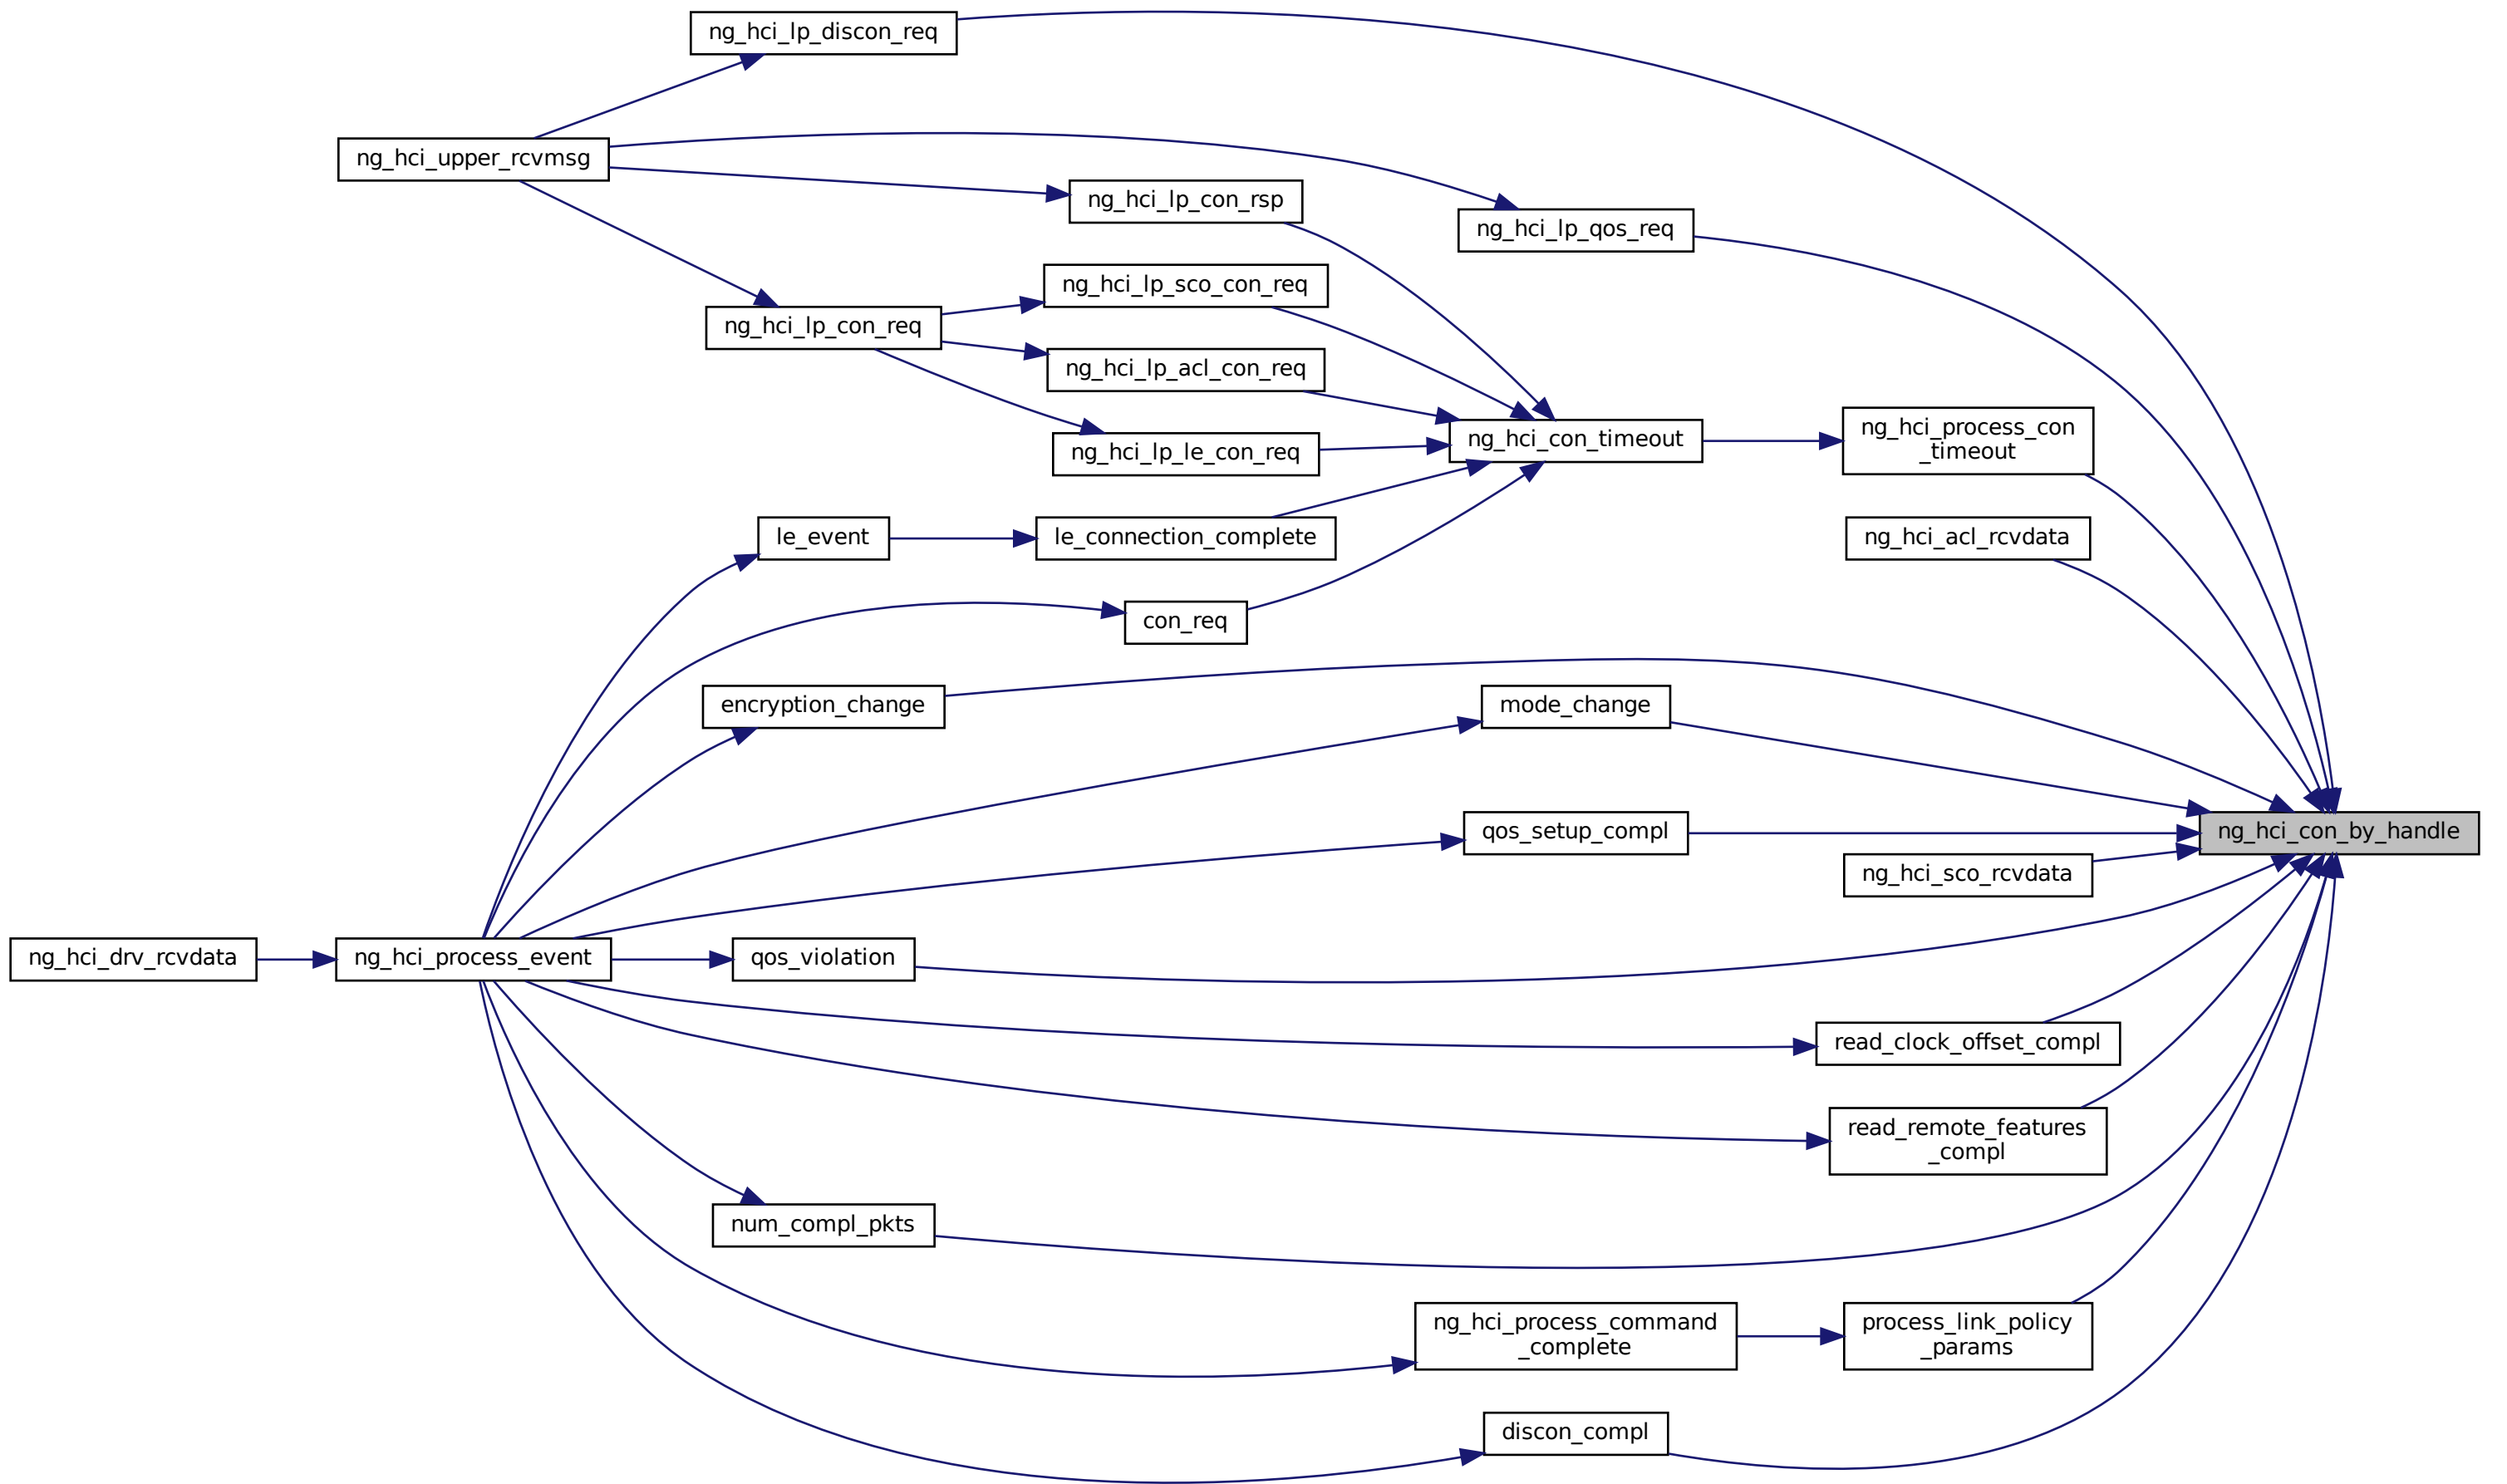 ng_hci_lp_discon_req
ng_hci_upper_rcvmsg
ng_hci_lp_con_rsp
ng_hci_lp_qos_req
ng_hci_lp_sco_con_req
ng_hci_lp_con_req
ng_hci_lp_acl_con_req
ng_hci_con_timeout
ng_hci_process_con
_timeout
ng_hci_lp_le_con_req
le_event
le_connection_complete
ng_hci_acl_rcvdata
con_req
encryption_change
mode_change
qos_setup_compl
ng_hci_con_by_handle
ng_hci_sco_rcvdata
ng_hci_drv_rcvdata
ng_hci_process_event
qos_violation
read_clock_offset_compl
read_remote_features
_compl
num_compl_pkts
ng_hci_process_command
_complete
process_link_policy
_params
discon_compl